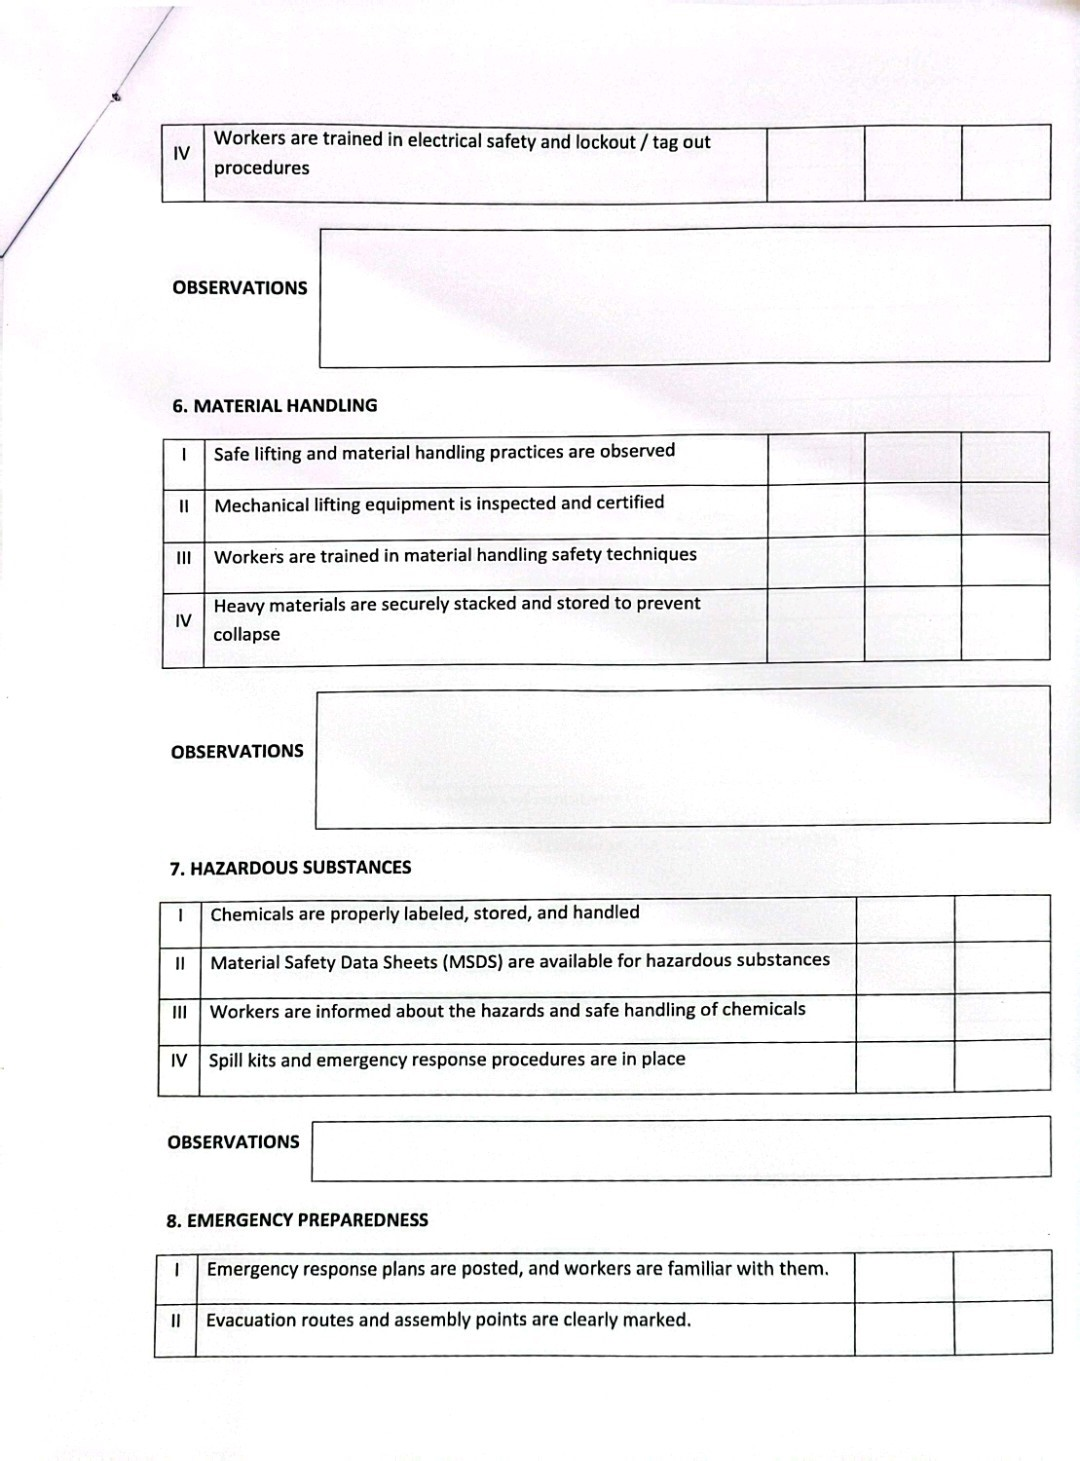 IV Workers are trained in electrical safety and lockout / tag out
procedures
OBSERVATIONS
6. MATERIAL HANDLING
I Safe lifting and material handling practices are observed
II Mechanical lifting equipment is inspected and certified
III Workers are trained in material handling safety techniques
IV Heavy materials are securely stacked and stored to prevent
collapse
OBSERVATIONS
7. HAZARDOUS SUBSTANCES
I Chemicals are properly labeled, stored, and handled
II Material Safety Data Sheets (MSDS) are available for hazardous substances
III Workers are informed about the hazards and safe handling of chemicals
IV Spill kits and emergency response procedures are in place
OBSERVATIONS
8. EMERGENCY PREPAREDNESS
I Emergency response plans are posted, and workers are familiar with them.
II Evacuation routes and assembly points are clearly marked.